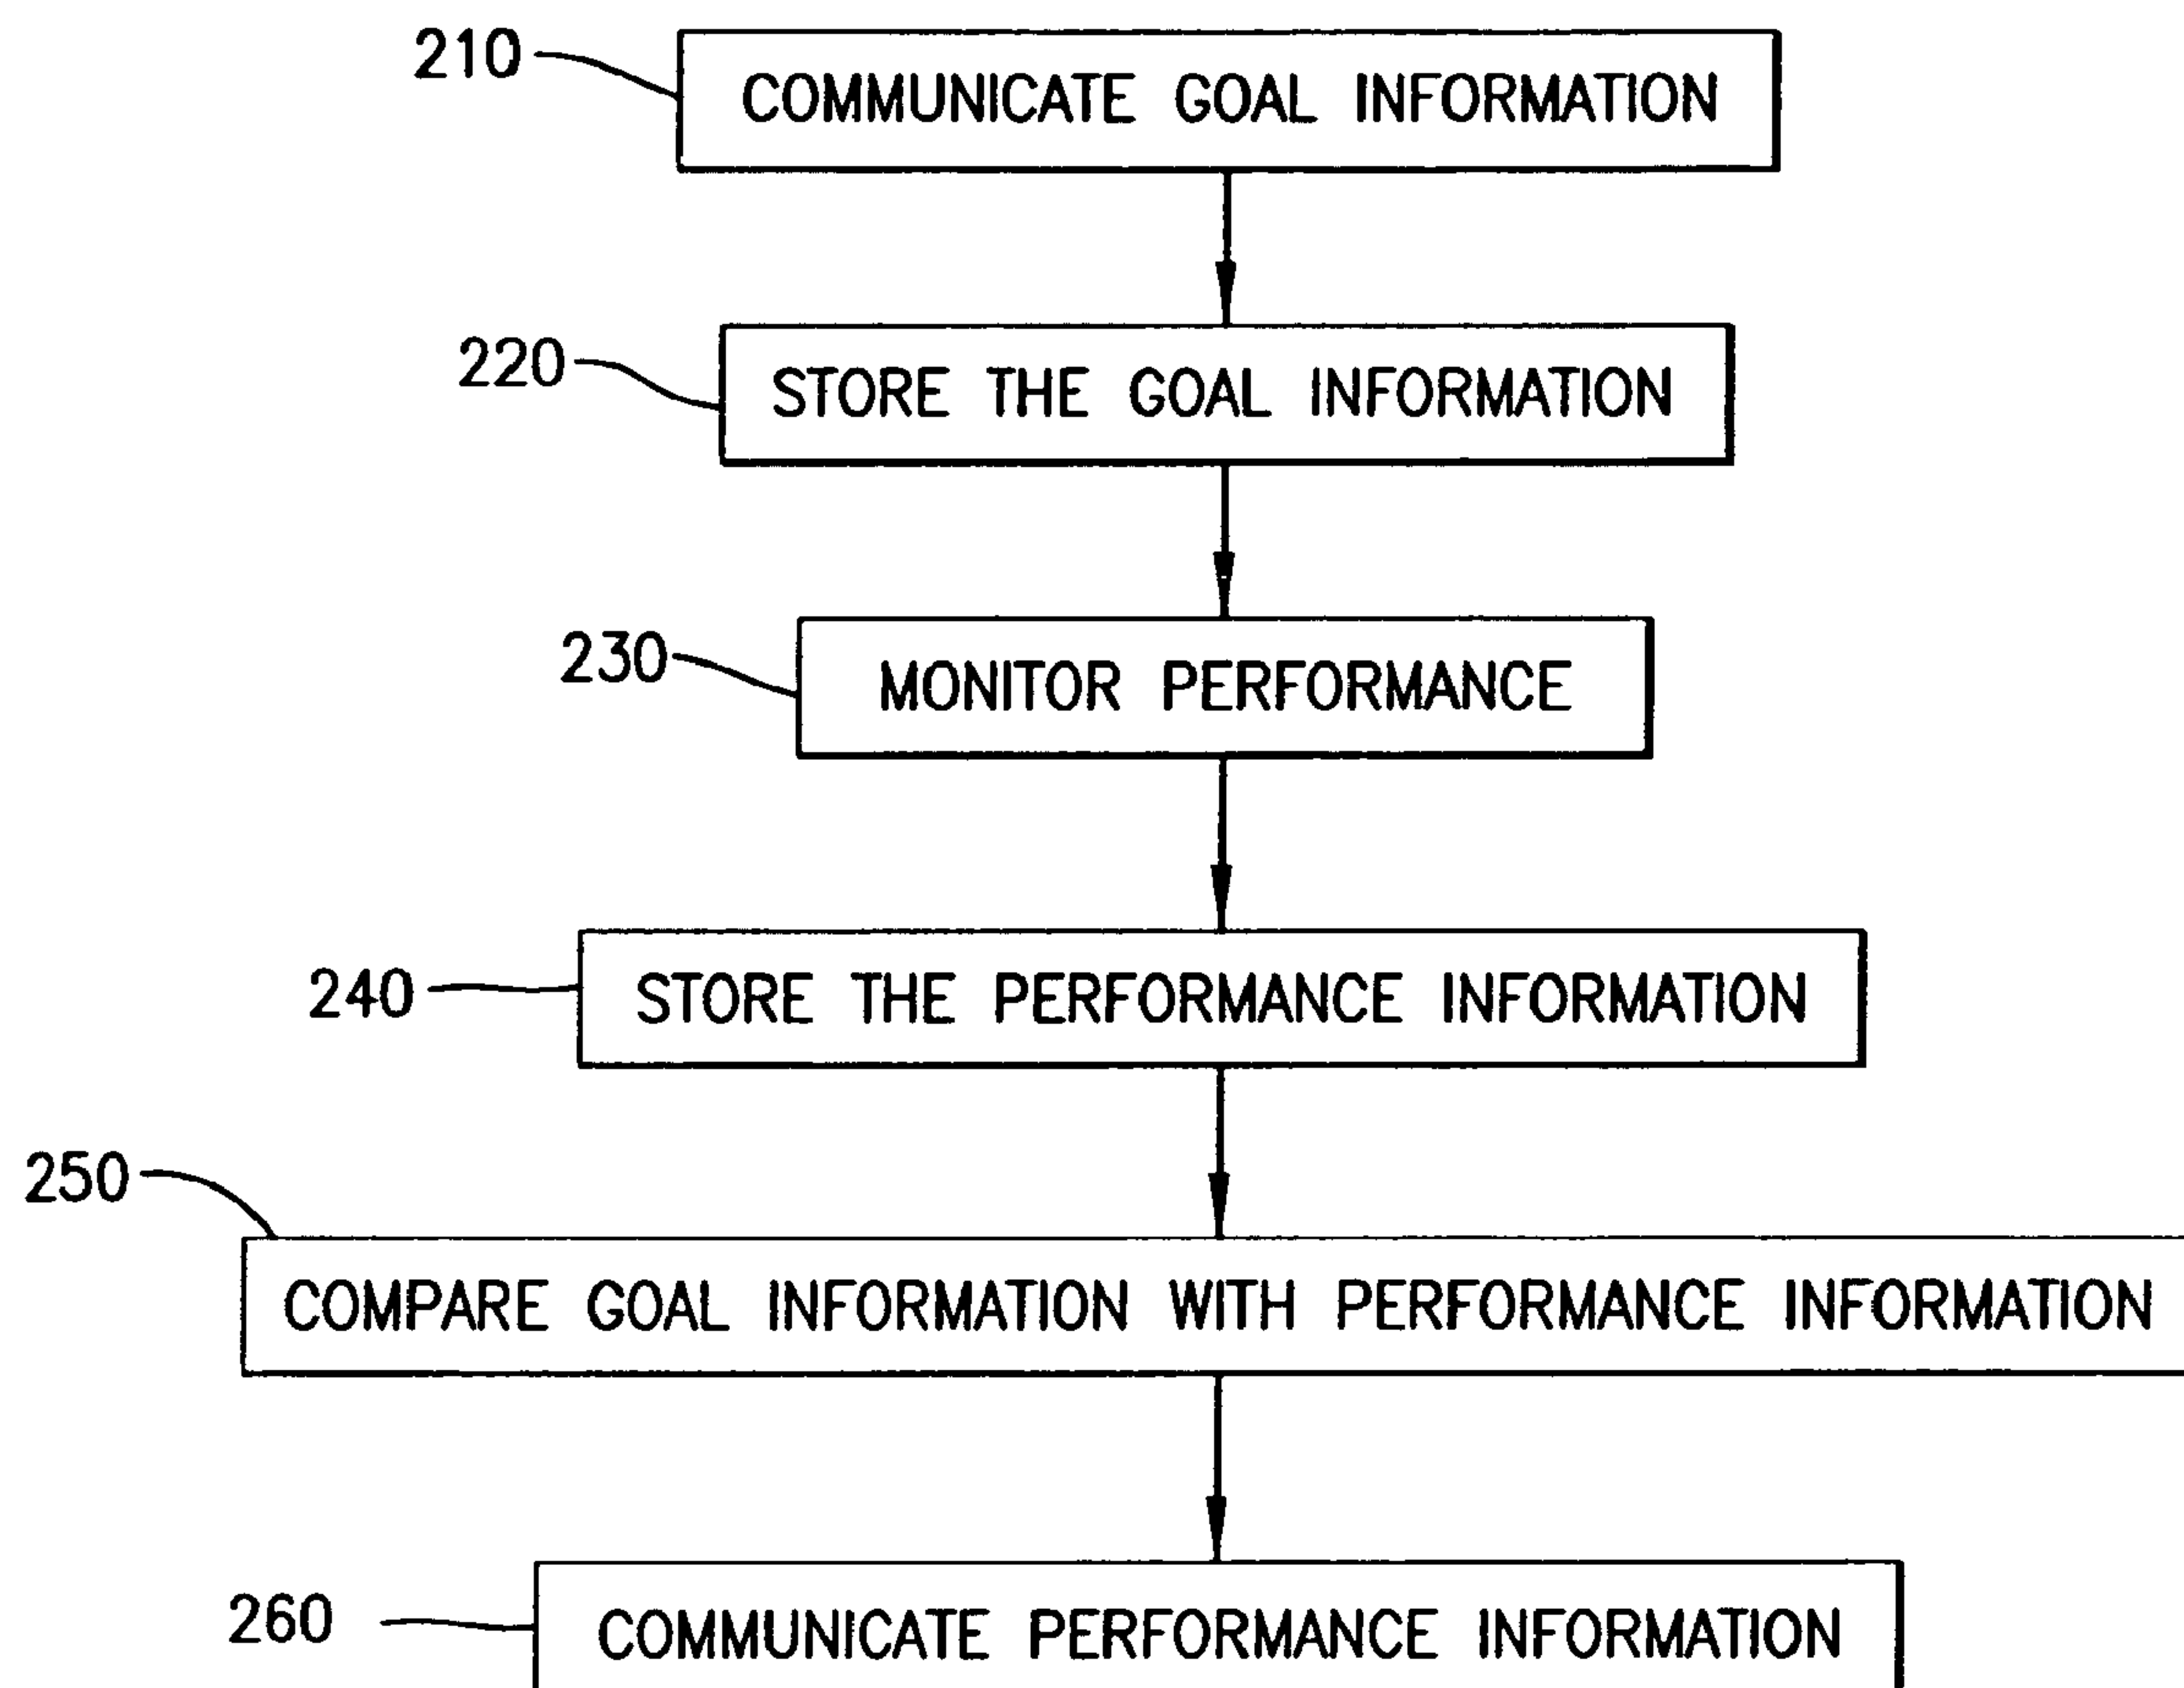 210
COMMUNICATE GOAL INFORMATION
220
STORE THE GOAL INFORMATION
230
MONITOR PERFORMANCE
240
STORE THE PERFORMANCE INFORMATION
250
COMPARE GOAL INFORMATION WITH PERFORMANCE INFORMATION
260
COMMUNICATE PERFORMANCE INFORMATION